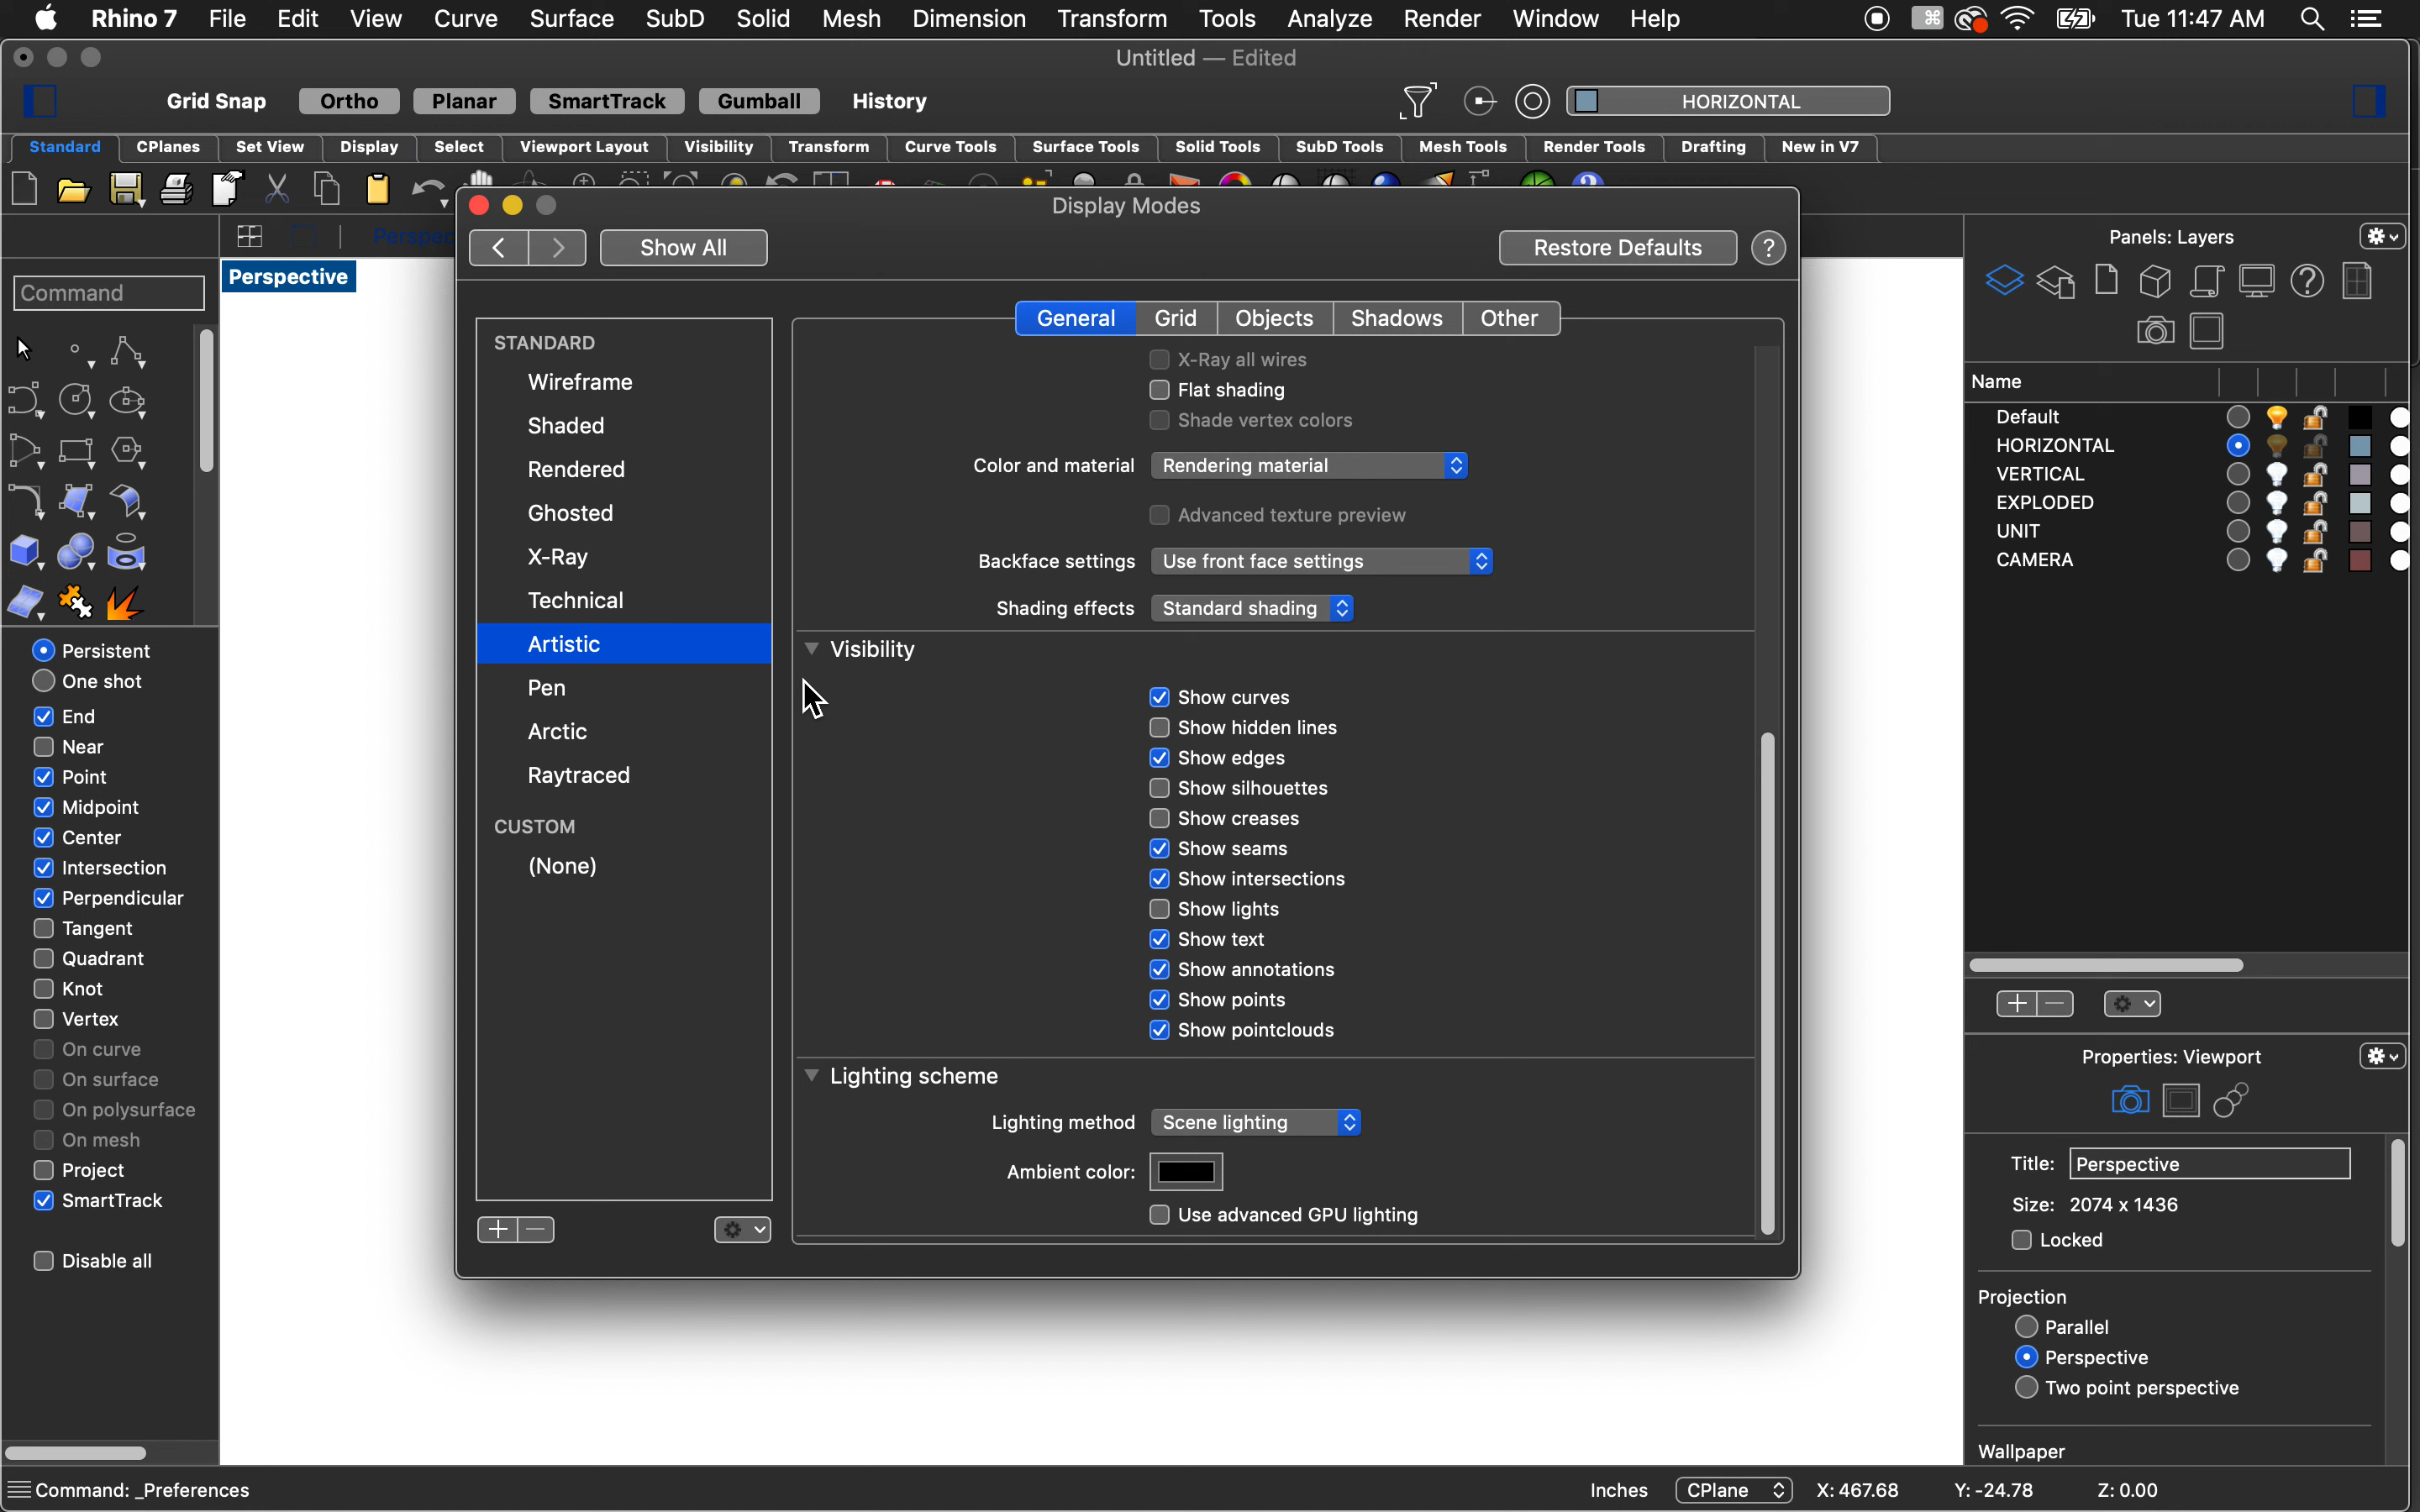 Rhino 7 File Edit View Curve Surface SubD Solid Mesh Dimension Transform Tools Analyze Render Window Help Tue 11:47 AM
Untitled — Edited
Grid Snap Ortho Planar SmartTrack Gumball History HORIZONTAL
Standard CPlanes Set View Display Select Viewport Layout Visibility Transform Curve Tools Surface Tools Solid Tools SubD Tools Mesh Tools Render Tools Drafting New in V7
Perspective
Command
Persistent
One shot
End
Near
Point
Midpoint
Center
Intersection
Perpendicular
Tangent
Quadrant
Knot
Vertex
On curve
On surface
On polysurface
On mesh
Project
SmartTrack
Disable all
Display Modes
Show All Restore Defaults ?
STANDARD
Wireframe
Shaded
Rendered
Ghosted
X-Ray
Technical
Artistic
Pen
Arctic
Raytraced
CUSTOM
(None)
General Grid Objects Shadows Other
X-Ray all wires
Flat shading
Shade vertex colors
Color and material Rendering material
Advanced texture preview
Backface settings Use front face settings
Shading effects Standard shading
Visibility
Show curves
Show hidden lines
Show edges
Show silhouettes
Show creases
Show seams
Show intersections
Show lights
Show text
Show annotations
Show points
Show pointclouds
Lighting scheme
Lighting method Scene lighting
Ambient color:
Use advanced GPU lighting
Panels: Layers
Name
Default
HORIZONTAL
VERTICAL
EXPLODED
UNIT
CAMERA
Properties: Viewport
Title: Perspective
Size: 2074 x 1436
Locked
Projection
Parallel
Perspective
Two point perspective
Wallpaper
Command: _Preferences Inches CPlane X: 467.68 Y: -24.78 Z: 0.00